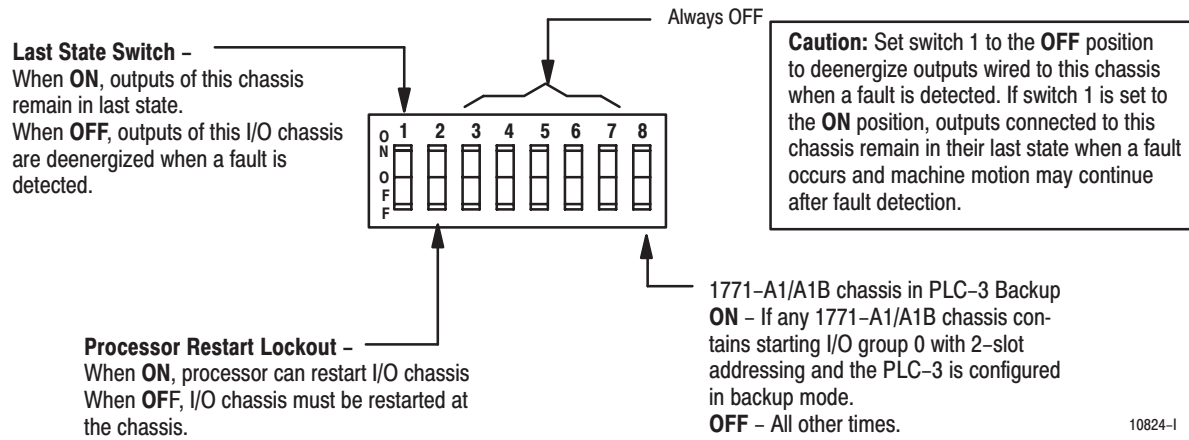 Always OFF
Last State Switch –
When ON, outputs of this chassis
remain in last state.
When OFF, outputs of this I/O chassis
are deenergized when a fault is
detected.
Caution: Set switch 1 to the OFF position
to deenergize outputs wired to this chassis
when a fault is detected. If switch 1 is set to
the ON position, outputs connected to this
chassis remain in their last state when a fault
occurs and machine motion may continue
after fault detection.
1 2 3 4 5 6 7 8
O
N
O
F
F
Processor Restart Lockout –
When ON, processor can restart I/O chassis
When OFF, I/O chassis must be restarted at
the chassis.
1771–A1/A1B chassis in PLC–3 Backup
ON – If any 1771–A1/A1B chassis con-
tains starting I/O group 0 with 2–slot
addressing and the PLC–3 is configured
in backup mode.
OFF – All other times.
10824–I